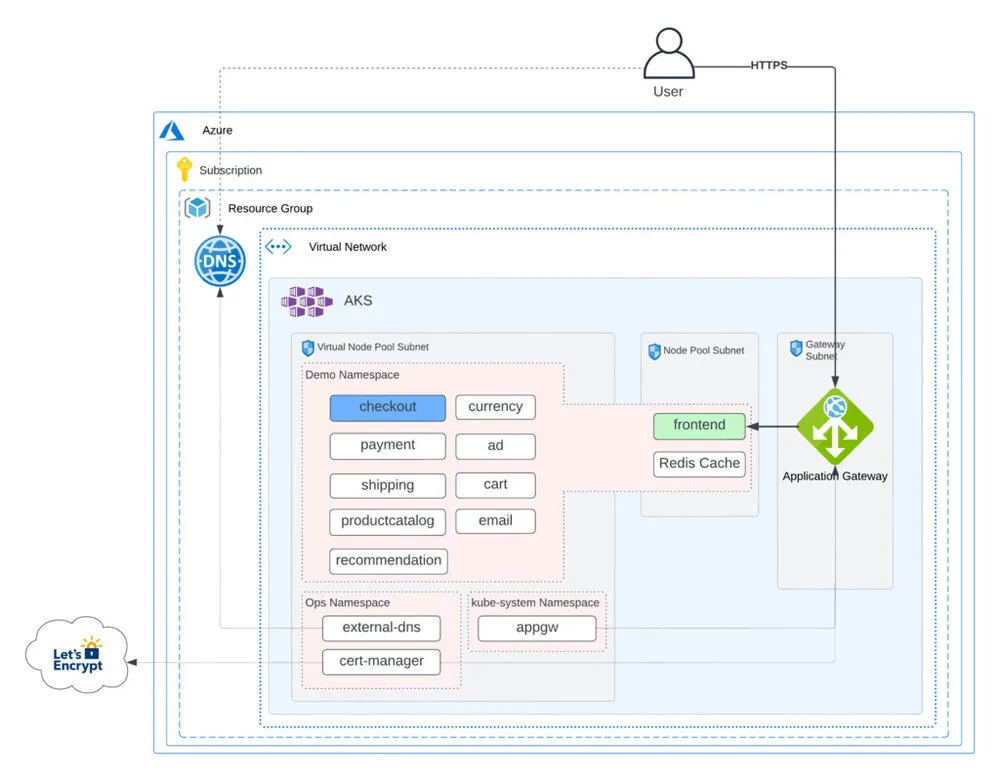 HTTPS
User
Azure
Subscription
Resource Group
DNS
Virtual Network
AKS
Virtual Node Pool Subnet
Node Pool Subnet
Gateway
Subnet
Demo Namespace
checkout
currency
payment
ad
shipping
cart
productcatalog
email
recommendation
frontend
Redis Cache
Application Gateway
Ops Namespace
external-dns
cert-manager
kube-system Namespace
appgw
Let's
Encrypt